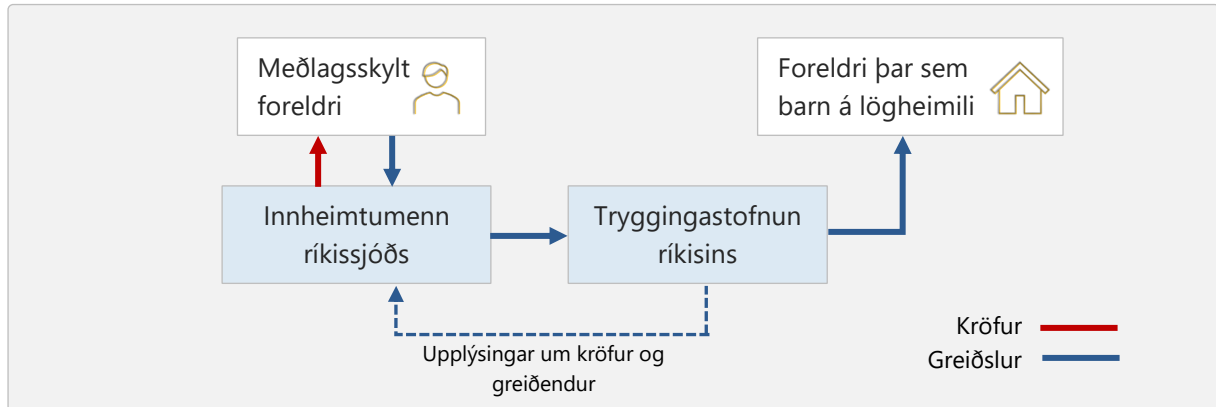 Meðlagsskylt
foreldri
Foreldri þar sem
barn á lögheimili
Innheimtumenn
ríkissjóðs
Tryggingastofnun
ríkisins
Upplýsingar um kröfur og
greiðendur
Kröfur
Greiðslur